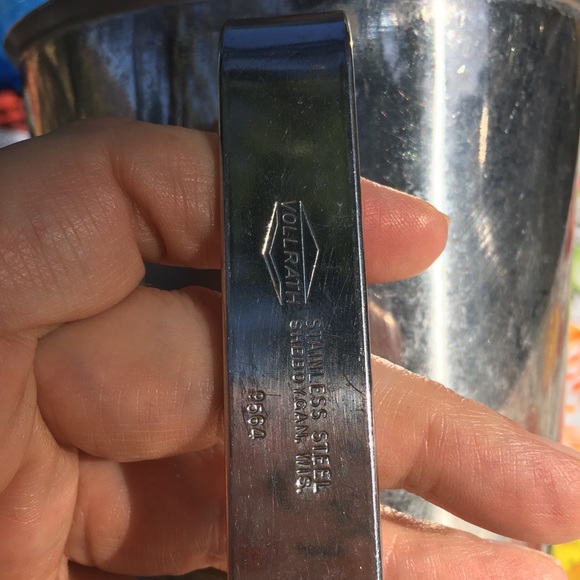 VOLLRATH
STAINLESS STEEL
SHEBOYGAN, WIS.
9564